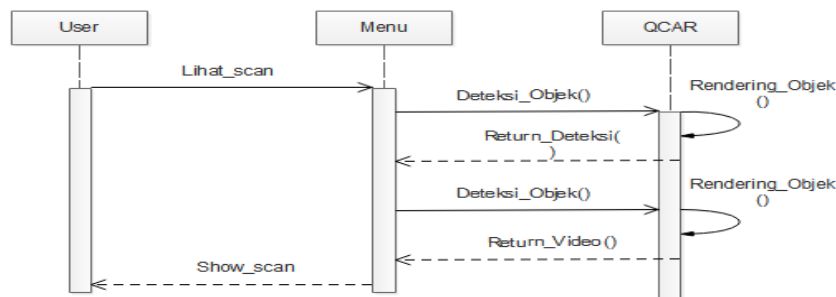 User
Menu
QCAR
Lihat_scan
Deteksi_Objek()
Rendering_Objek
()
Return_Deteksi(
)
Deteksi_Objek()
Rendering_Objek
()
Return_Video()
Show_scan